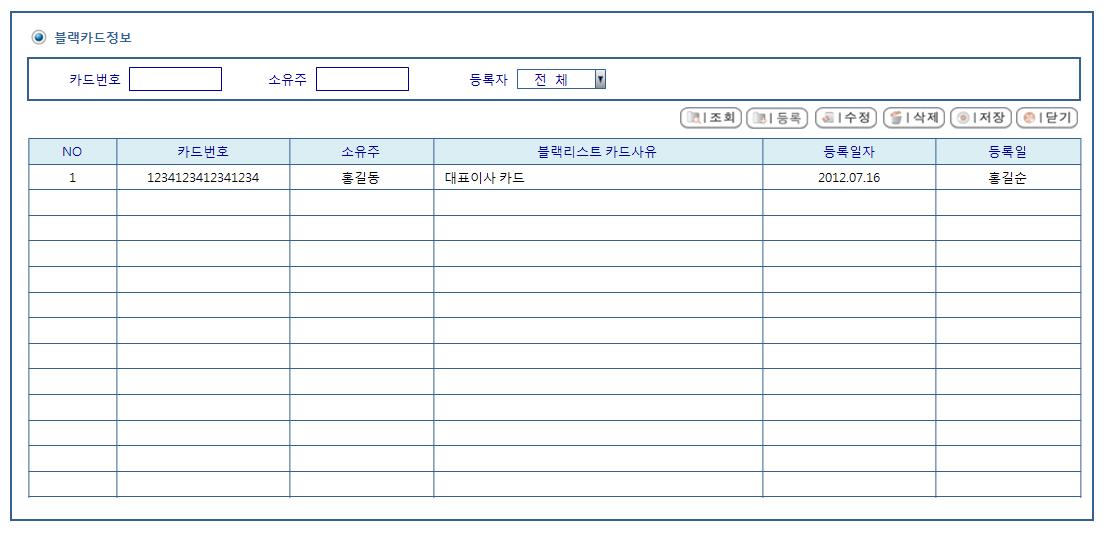 블랙카드정보
카드번호 소유주 등록자 전 체
조회 등록 수정 삭제 저장 닫기
NO 카드번호 소유주 블랙리스트 카드사유 등록일자 등록일
1 1234123412341234 홍길동 대표이사 카드 2012.07.16 홍길순